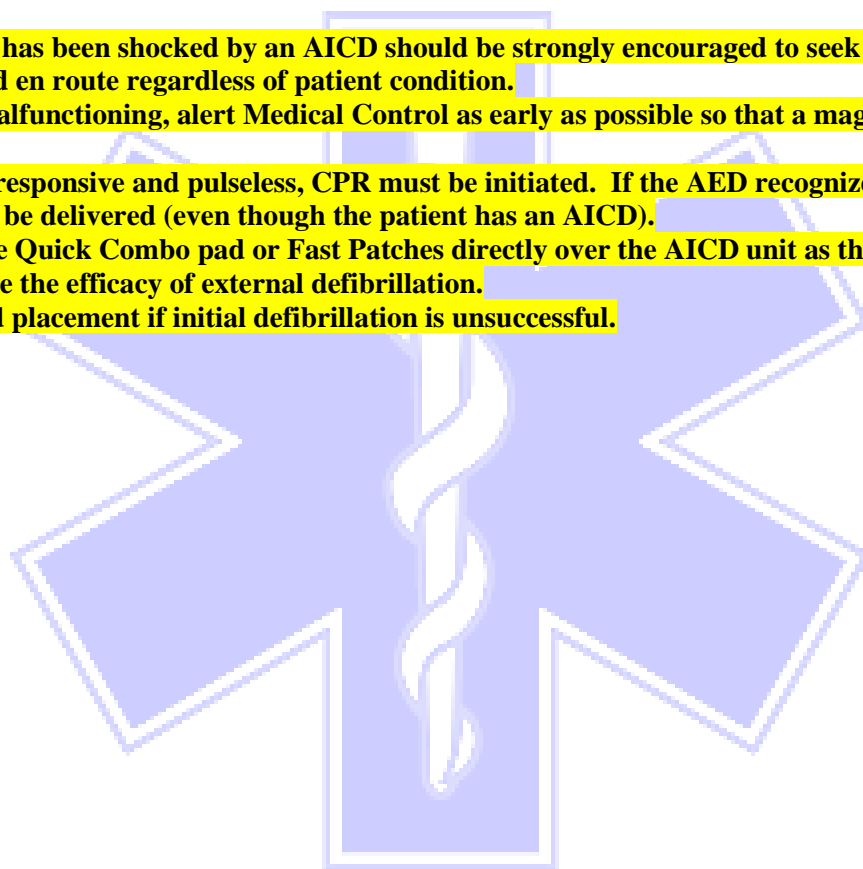 has been shocked by an AICD should be strongly encouraged to seek
d en route regardless of patient condition.
alfunctioning, alert Medical Control as early as possible so that a mag
responsive and pulseless, CPR must be initiated. If the AED recognize
be delivered (even though the patient has an AICD).
e Quick Combo pad or Fast Patches directly over the AICD unit as th
e the efficacy of external defibrillation.
d placement if initial defibrillation is unsuccessful.